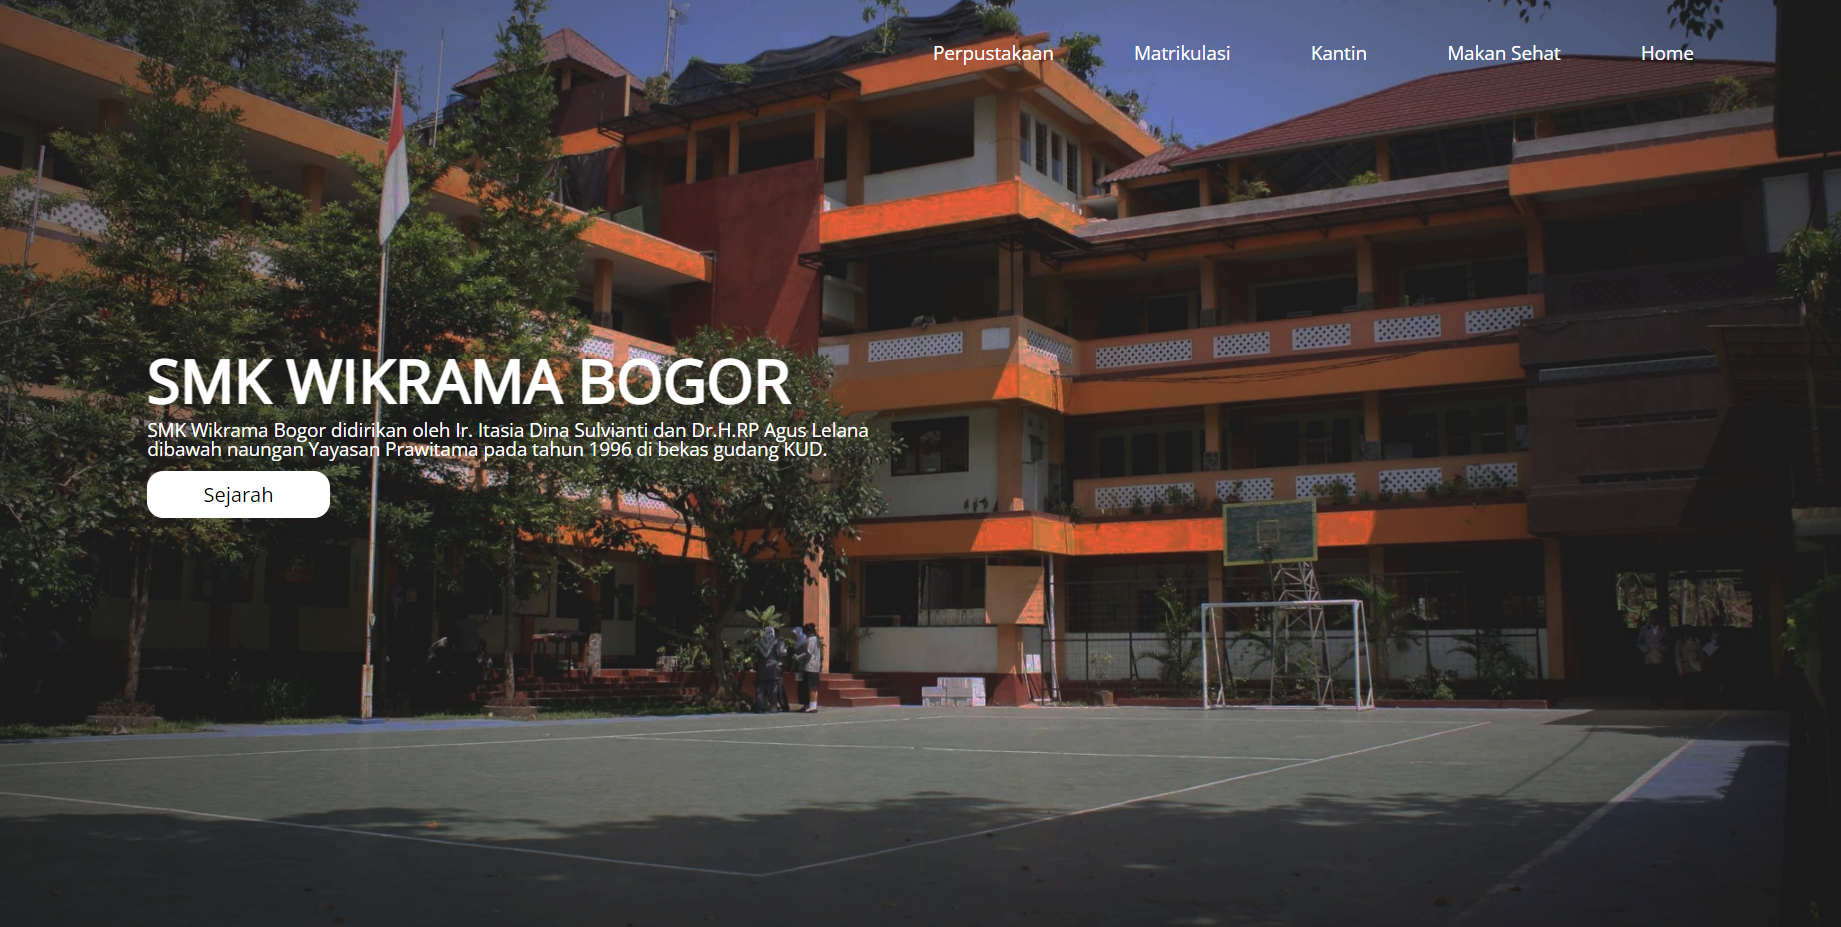 Perpustakaan
Matrikulasi
Kantin
Makan Sehat
Home
SMK WIKRAMA BOGOR
SMK Wikrama Bogor didirikan oleh Ir. Itasia Dina Sulvianti dan Dr.H.RP Agus Lelana
dibawah naungan Yayasan Prawitama pada tahun 1996 di bekas gudang KUD.
Sejarah